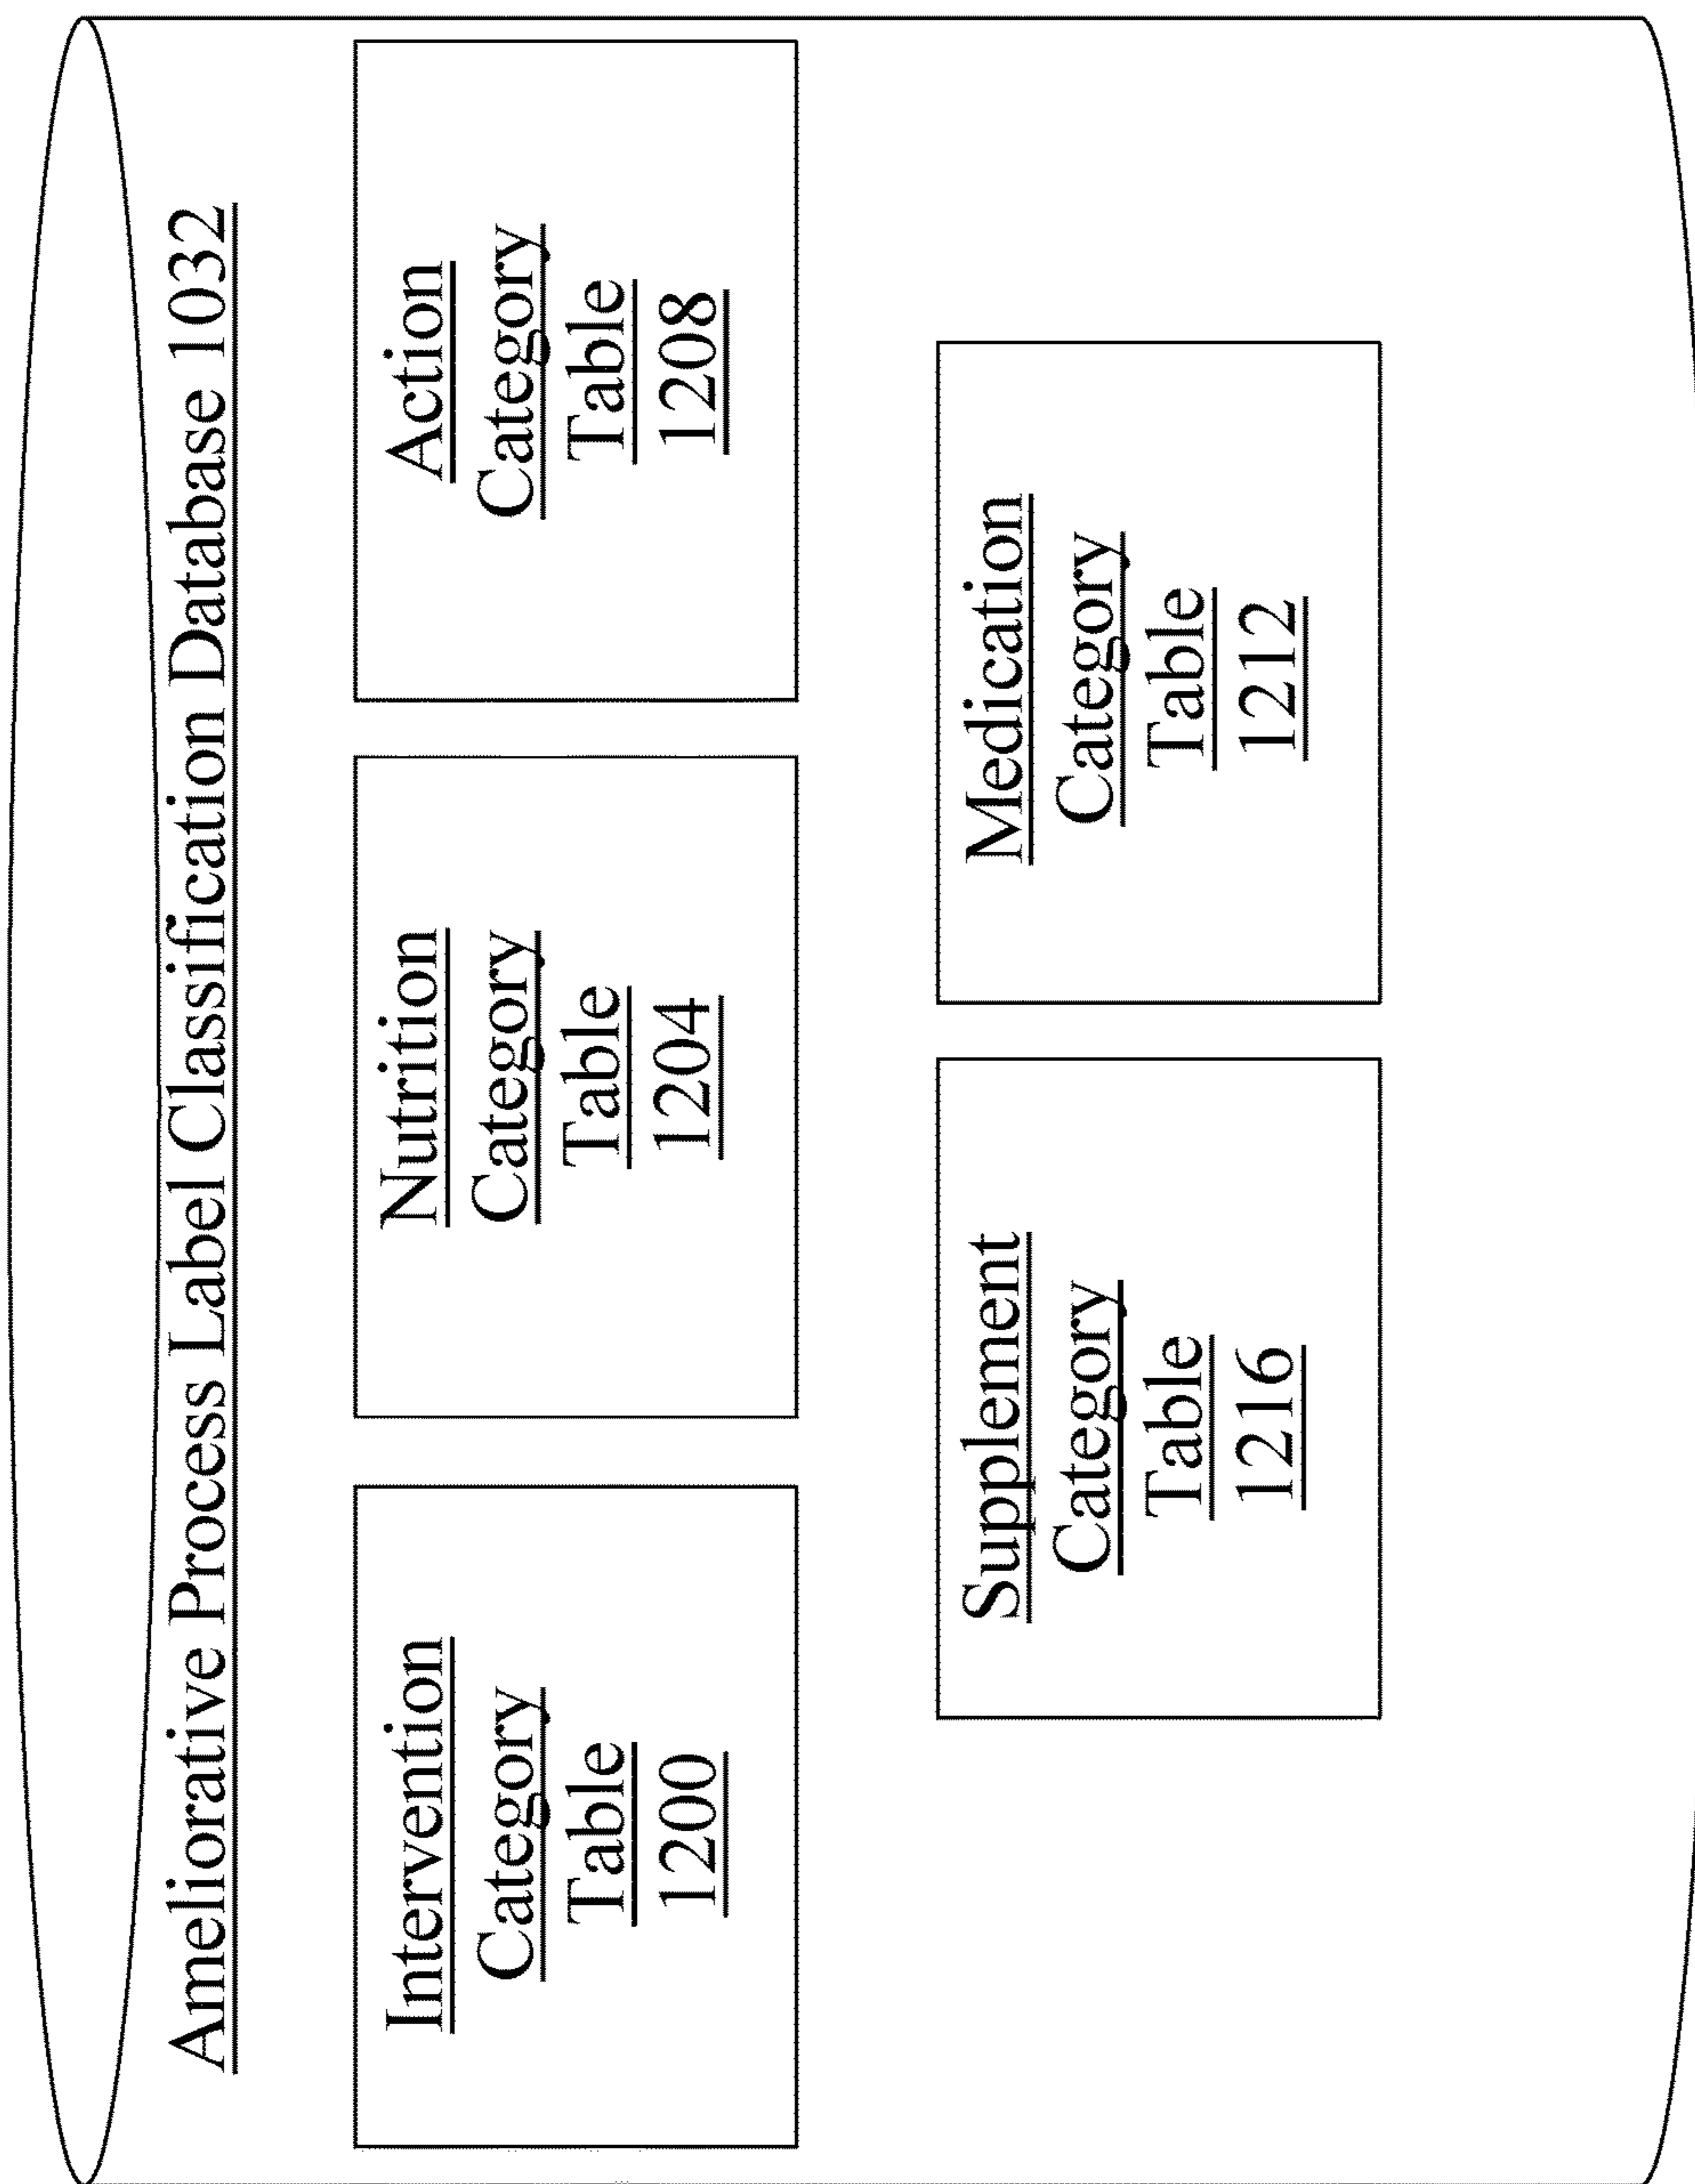 Ameliorative Process Label Classification Database 1032
Intervention
Category
Table
1200
Nutrition
Category
Table
1204
Action
Category
Table
1208
Supplement
Category
Table
1216
Medication
Category
Table
1212